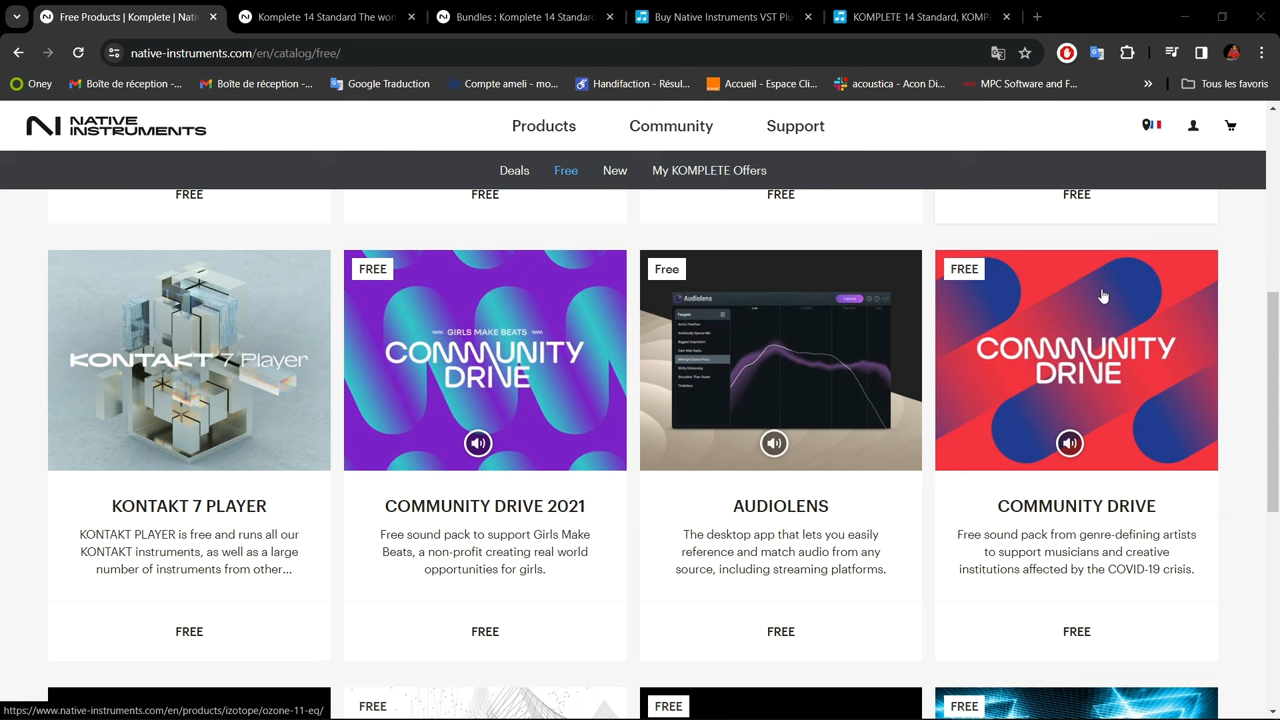 Free Products | Komplete | Nati
Komplete 14 Standard The wor
Bundles : Komplete 14 Standar
Buy Native Instruments VST Plu
KOMPLETE 14 Standard, KOMP
native-instruments.com/en/catalog/free/
Oney
Boîte de réception -...
Boîte de réception -...
Google Traduction
Compte ameli - mo...
Handifaction - Résul...
Accueil - Espace Clie...
acoustica - Acon Di...
MPC Software and F...
»
Tous les favoris
NATIVE
INSTRUMENTS
Products
Community
Support
Deals
Free
New
My KOMPLETE Offers
FREE
FREE
FREE
FREE
KONTAKT 7 Player
FREE
GIRLS MAKE BEATS
COMMUNITY
DRIVE
Free
Audiolens
Targets
FREE
COMMUNITY
DRIVE
KONTAKT 7 PLAYER
KONTAKT PLAYER is free and runs all our
KONTAKT instruments, as well as a large
number of instruments from other...
FREE
COMMUNITY DRIVE 2021
Free sound pack to support Girls Make
Beats, a non-profit creating real world
opportunities for girls.
FREE
AUDIOLENS
The desktop app that lets you easily
reference and match audio from any
source, including streaming platforms.
FREE
COMMUNITY DRIVE
Free sound pack from genre-defining artists
to support musicians and creative
institutions affected by the COVID-19 crisis.
FREE
FREE
FREE
FREE
https://www.native-instruments.com/en/products/izotope/ozone-11-eq/